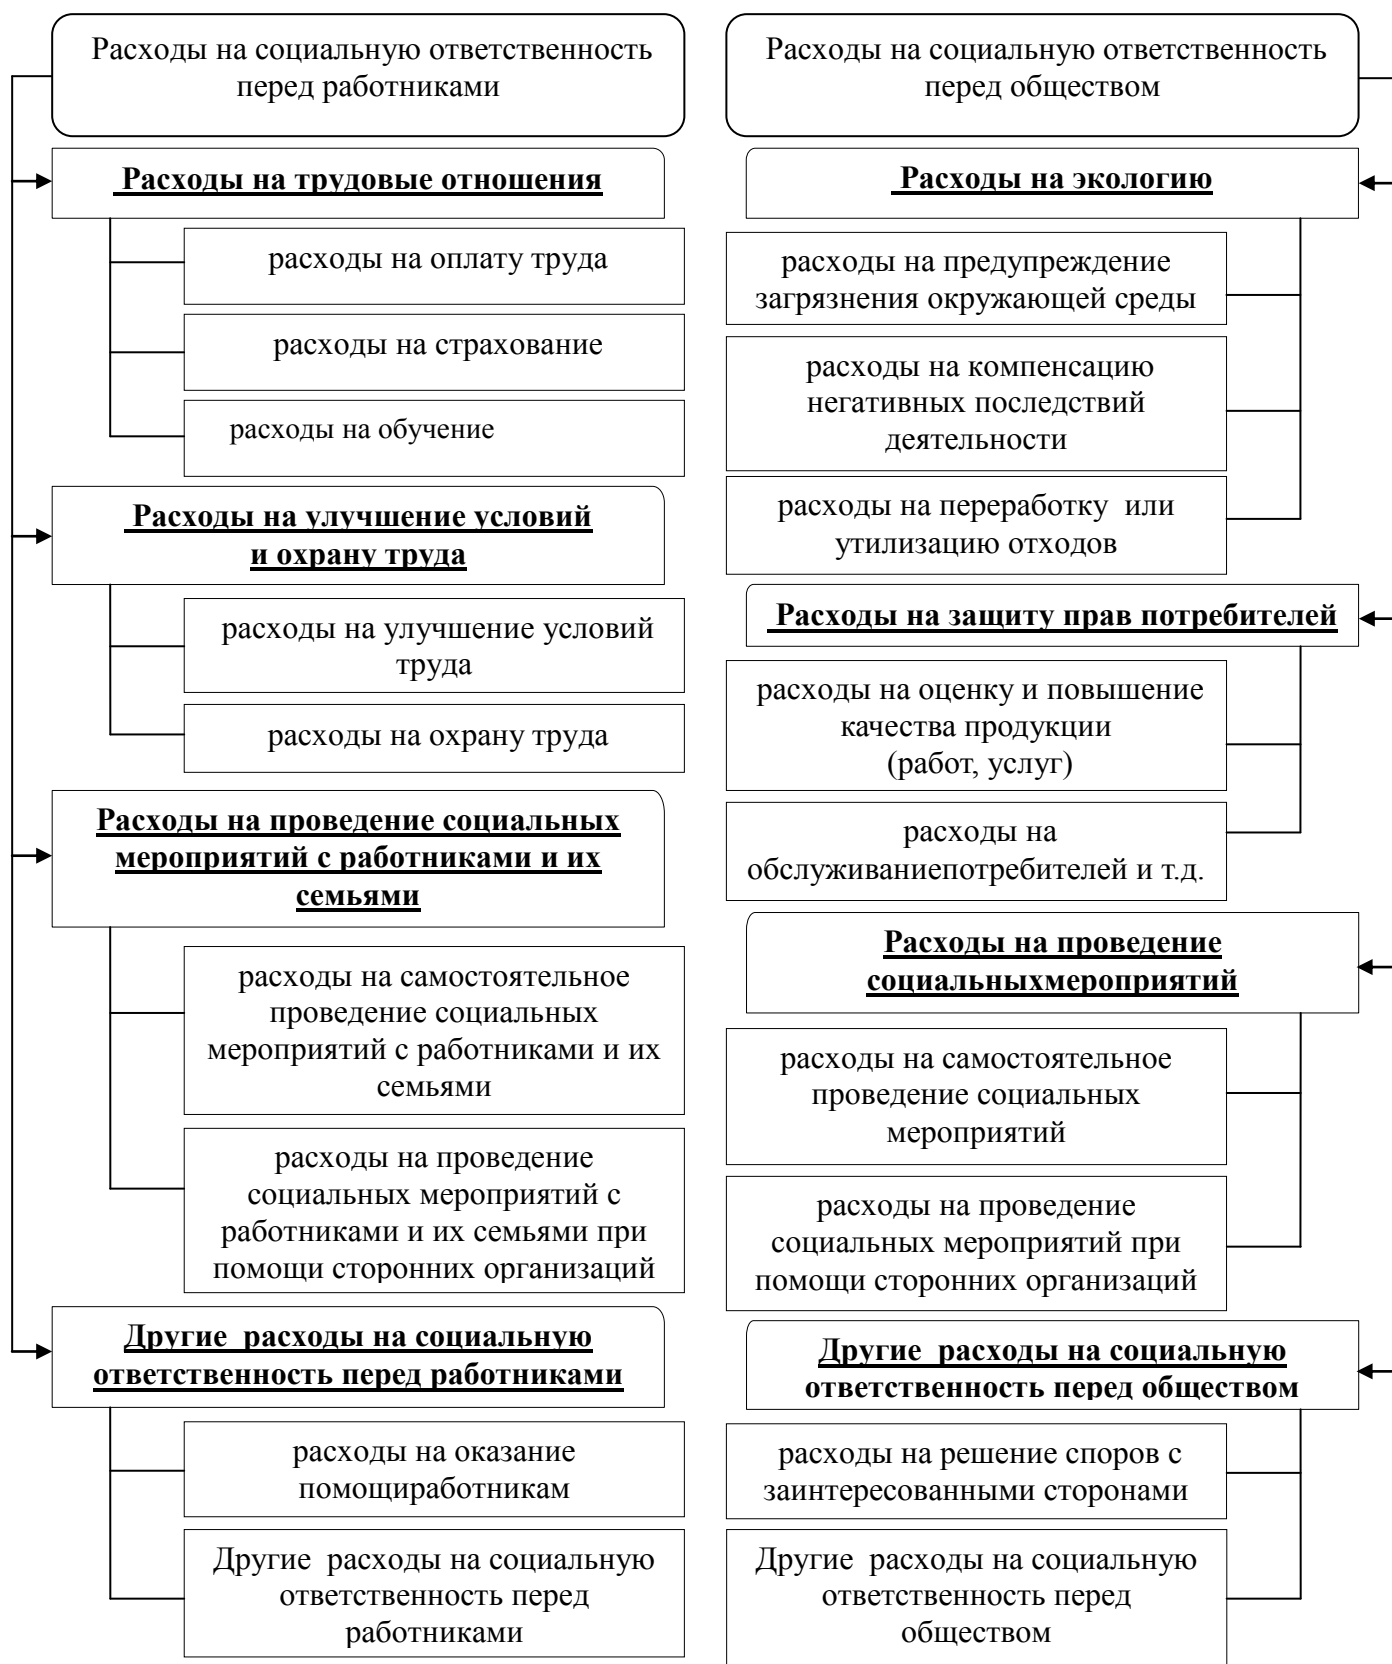 Расходы на социальную ответственность
перед работниками
Расходы на трудовые отношения
расходы на оплату труда
расходы на страхование
расходы на обучение
Расходы на улучшение условий
и охрану труда
расходы на улучшение условий
труда
расходы на охрану труда
Расходы на проведение социальных
мероприятий с работниками и их
семьями
расходы на самостоятельное
проведение социальных
мероприятий с работниками и их
семьями
расходы на проведение
социальных мероприятий с
работниками и их семьями при
помощи сторонних организаций
Другие  расходы на социальную
ответственность перед работниками
расходы на оказание
помощиработникам
Другие  расходы на социальную
ответственность перед
работниками
Расходы на социальную ответственность
перед обществом
Расходы на экологию
расходы на предупреждение
загрязнения окружающей среды
расходы на компенсацию
негативных последствий
деятельности
расходы на переработку  или
утилизацию отходов
Расходы на защиту прав потребителей
расходы на оценку и повышение
качества продукции
(работ, услуг)
расходы на
обслуживаниепотребителей и т.д.
Расходы на проведение
социальныхмероприятий
расходы на самостоятельное
проведение социальных
мероприятий
расходы на проведение
социальных мероприятий при
помощи сторонних организаций
Другие  расходы на социальную
ответственность перед обществом
расходы на решение споров с
заинтересованными сторонами
Другие  расходы на социальную
ответственность перед
обществом